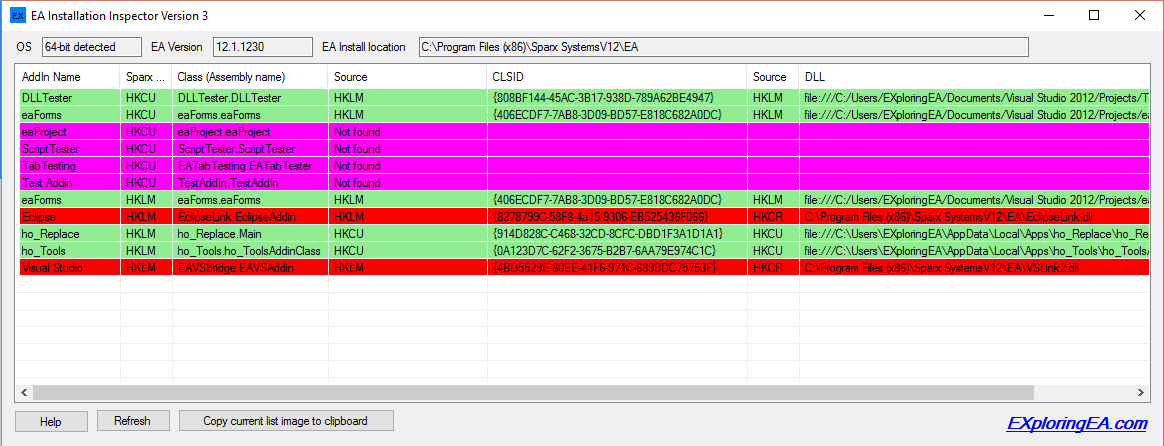 EX EA Installation Inspector Version 3
OS 64-bit detected EA Version 12.1.1230 EA Install location C:\Program Files (x86)\Sparx SystemsV12\EA
AddIn Name Sparx ... Class (Assembly name) Source CLSID Source DLL
DLLTester HKCU DLLTester.DLLTester HKLM {808BF144-45AC-3B17-938D-789A62BE4947} HKLM file:///C:/Users/EXploringEA/Documents/Visual Studio 2012/Projects/T
eaForms HKCU eaForms.eaForms HKLM {406ECDF7-7AB8-3D09-BD57-E818C682A0DC} HKLM file:///C:/Users/EXploringEA/Documents/Visual Studio 2012/Projects/ea
eaProject HKCU eaProject.eaProject Not found
ScriptTester HKCU ScriptTester.ScriptTester Not found
TabTesting HKCU EATabTesting.EATabTester Not found
Test Addin HKCU TestAddIn.TestAddIn Not found
eaForms HKLM eaForms.eaForms HKLM {406ECDF7-7AB8-3D09-BD57-E818C682A0DC} HKLM file:///C:/Users/EXploringEA/Documents/Visual Studio 2012/Projects/ea
Eclipse HKLM EclipseLink.EclipseAddin HKLM {8278799C-58F8-4a15-9306-EB525436F066} HKCR C:\Program Files (x86)\Sparx SystemsV12\EA\EclipseLink.dll
ho_Replace HKLM ho_Replace.Main HKCU {914D828C-C468-32CD-8CFC-DBD1F3A1D1A1} HKCU C:\Users\EXploringEA\AppData\Local\Apps\ho_Replace\ho_Re
ho_Tools HKLM ho_Tools.ho_ToolsAddinClass HKCU {0A123D7C-62F2-3675-B2B7-6AA79E974C1C} HKCU C:\Users\EXploringEA\AppData\Local\Apps\ho_Tools\ho_Tools
Visual Studio HKLM EAVSBridge.EAVSAddin HKLM {4BD5529E-80EE-41F6-971C-689BDC75753F} HKCR C:\Program Files (x86)\Sparx SystemsV12\EA\VSLink2.dll
Help Refresh Copy current list image to clipboard EXploringEA.com